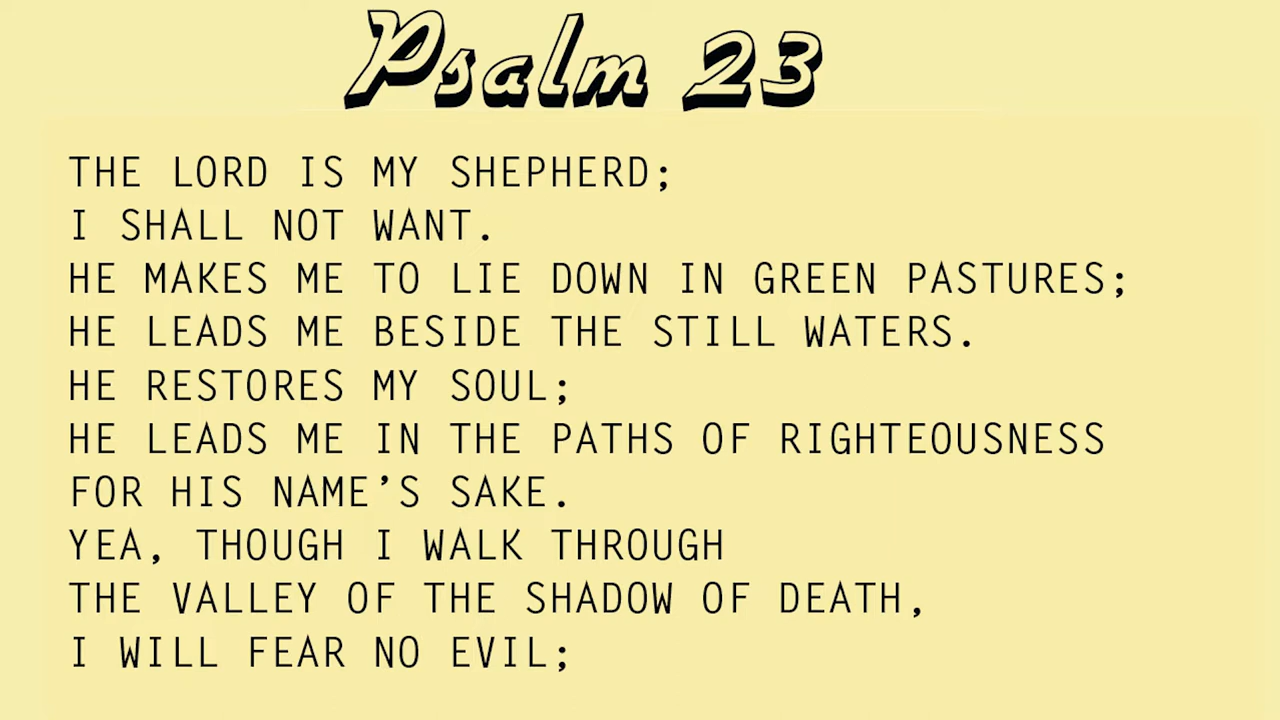 Psalm 23
THE LORD IS MY SHEPHERD;
I SHALL NOT WANT.
HE MAKES ME TO LIE DOWN IN GREEN PASTURES;
HE LEADS ME BESIDE THE STILL WATERS.
HE RESTORES MY SOUL;
HE LEADS ME IN THE PATHS OF RIGHTEOUSNESS
FOR HIS NAME’S SAKE.
YEA, THOUGH I WALK THROUGH
THE VALLEY OF THE SHADOW OF DEATH,
I WILL FEAR NO EVIL;